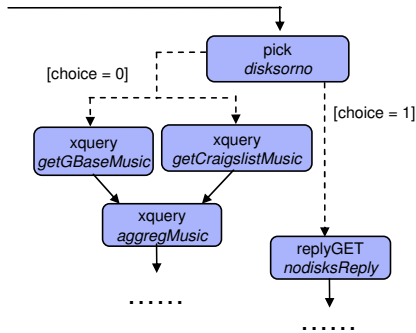 pick
disksorno
[choice = 0]
[choice = 1]
xquery
getGBaseMusic
xquery
getCraigslistMusic
xquery
aggregMusic
replyGET
nodisksReply
......
......